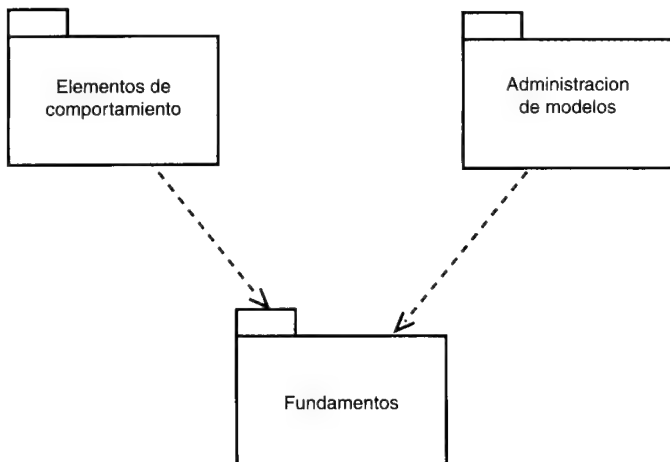 Elementos de
comportamiento
Administracion
de modelos
Fundamentos